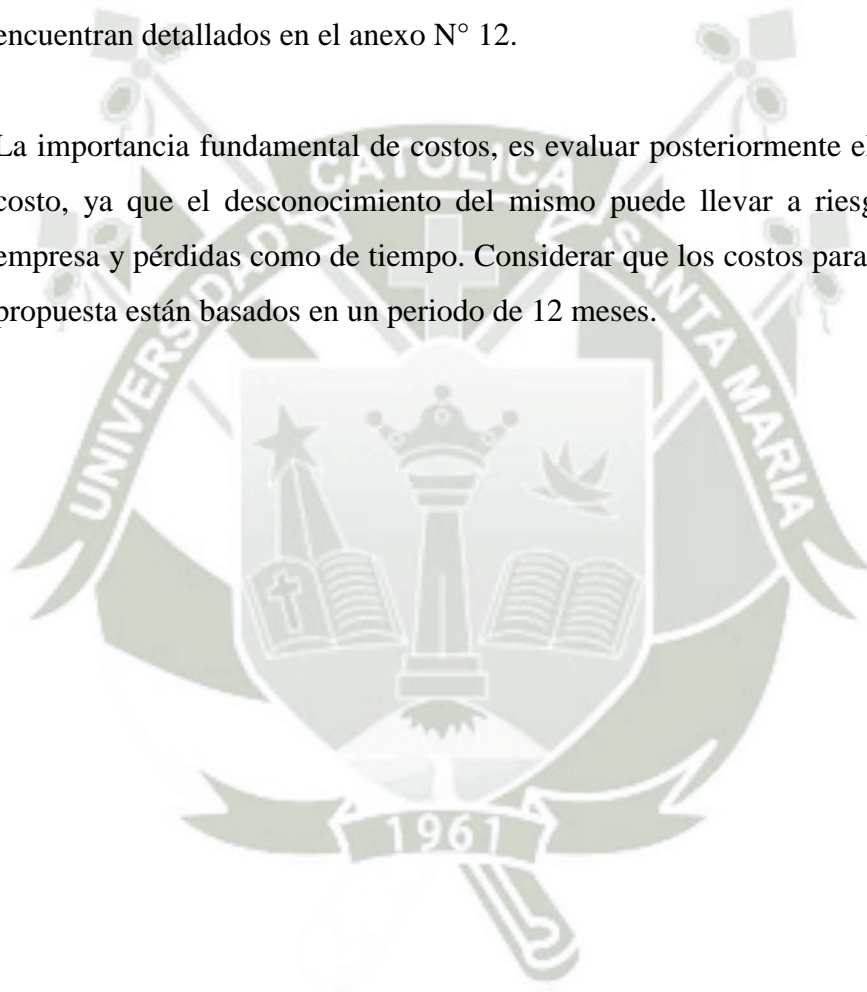 encuentran detallados en el anexo N° 12.
La importancia fundamental de costos, es evaluar posteriormente el
costo, ya que el desconocimiento del mismo puede llevar a riesg
empresa y pérdidas como de tiempo. Considerar que los costos para
propuesta están basados en un periodo de 12 meses.
UNIVERSIDAD CATOLICA SANTA MARIA
1961